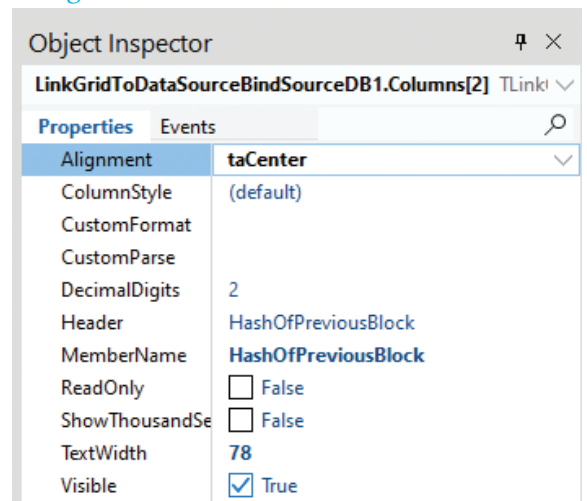 Object Inspector
LinkGridToDataSourceBindSourceDB1.Columns[2] TLink
Properties Events
Alignment taCenter
ColumnStyle (default)
CustomFormat
CustomParse
DecimalDigits 2
Header HashOfPreviousBlock
MemberName HashOfPreviousBlock
ReadOnly False
ShowThousandSe False
TextWidth 78
Visible True